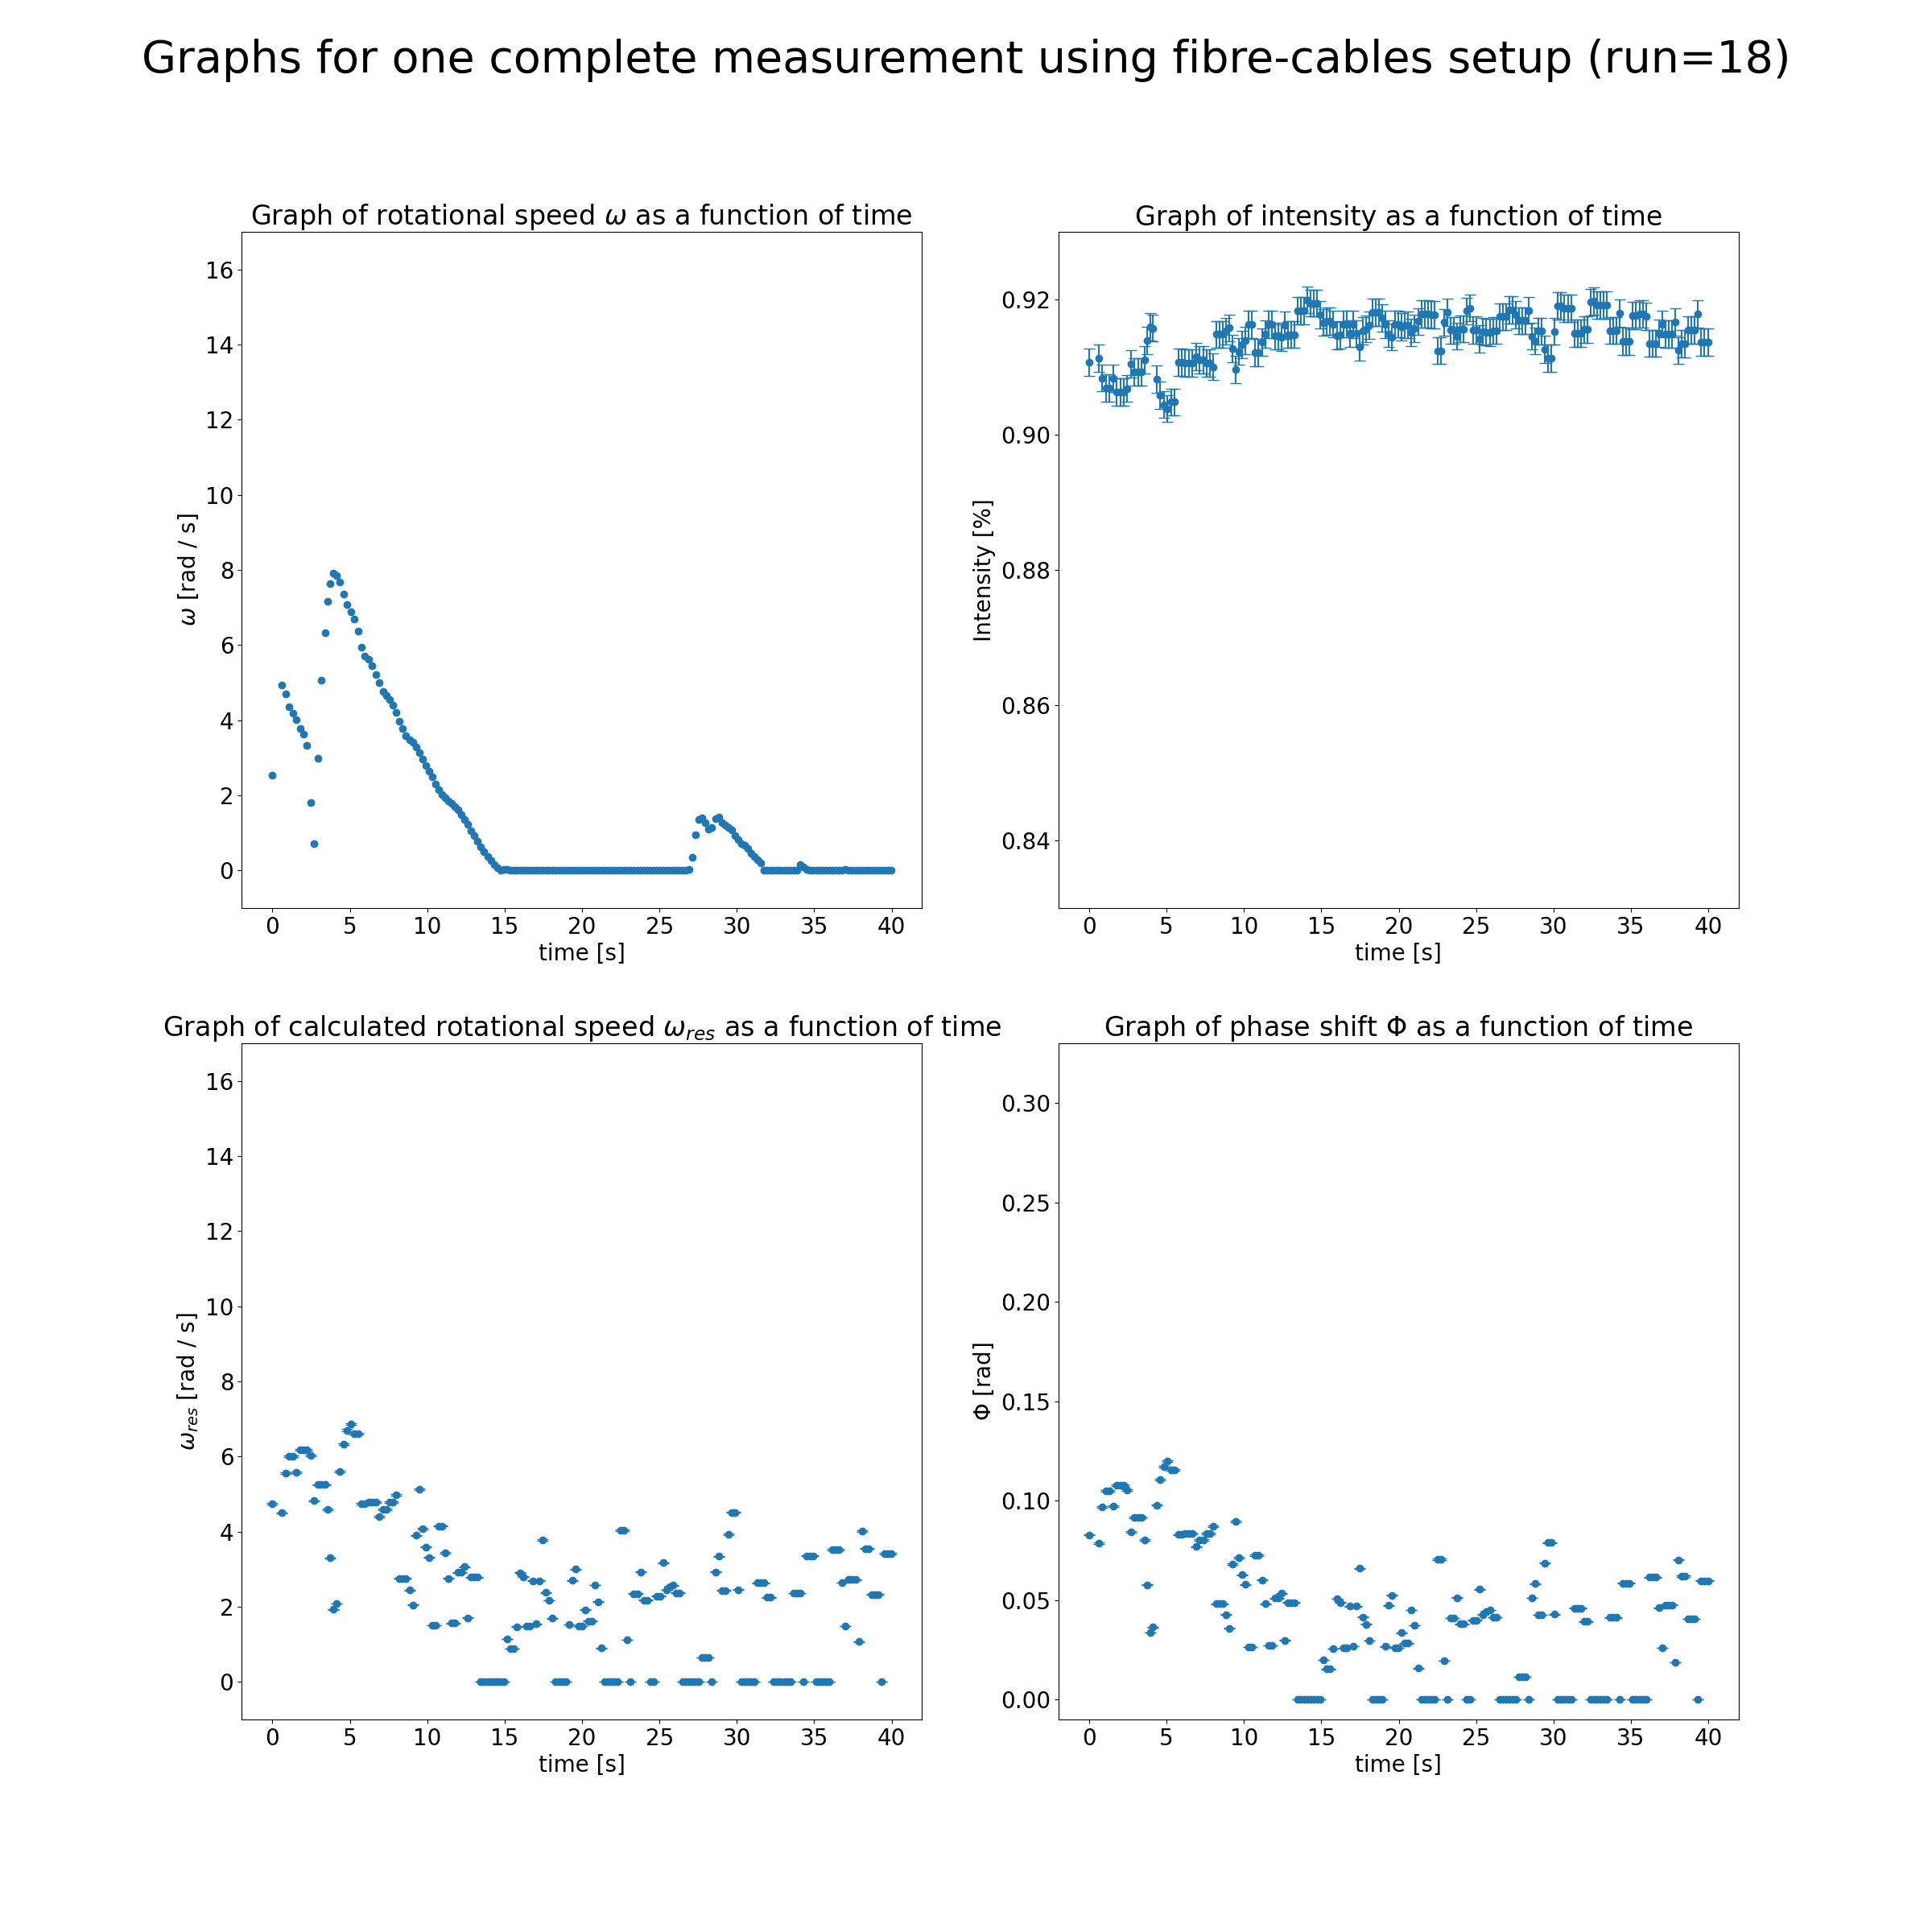 Graphs for one complete measurement using fibre-cables setup (run=18)
Graph of rotational speed ω as a function of time
16
14
12
10
8
6
4
2
0
ω [rad / s]
0 5 10 15 20 25 30 35 40
time [s]
Graph of intensity as a function of time
0.92
0.90
0.88
0.86
0.84
Intensity [%]
0 5 10 15 20 25 30 35 40
time [s]
Graph of calculated rotational speed ω_res as a function of time
16
14
12
10
8
6
4
2
0
ω_res [rad / s]
0 5 10 15 20 25 30 35 40
time [s]
Graph of phase shift Φ as a function of time
0.30
0.25
0.20
0.15
0.10
0.05
0.00
Φ [rad]
0 5 10 15 20 25 30 35 40
time [s]